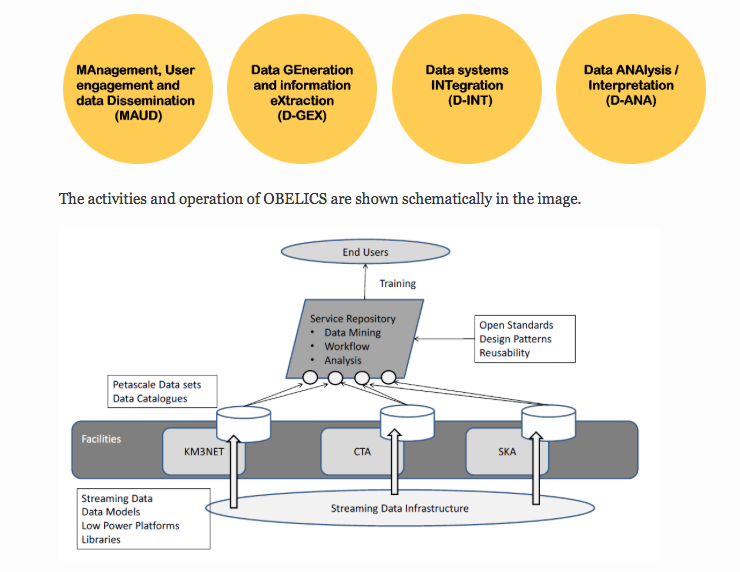 MAnagement, User
engagement and
data Dissemination
(MAUD)
Data GEneration
and information
eXtraction
(D-GEX)
Data systems
INTegration
(D-INT)
Data ANAlysis /
Interpretation
(D-ANA)
The activities and operation of OBELICS are shown schematically in the image.
End Users
Training
Service Repository
• Data Mining
• Workflow
• Analysis
Open Standards
Design Patterns
Reusability
Petascale Data sets
Data Catalogues
Facilities
KM3NET
CTA
SKA
Streaming Data
Data Models
Low Power Platforms
Libraries
Streaming Data Infrastructure